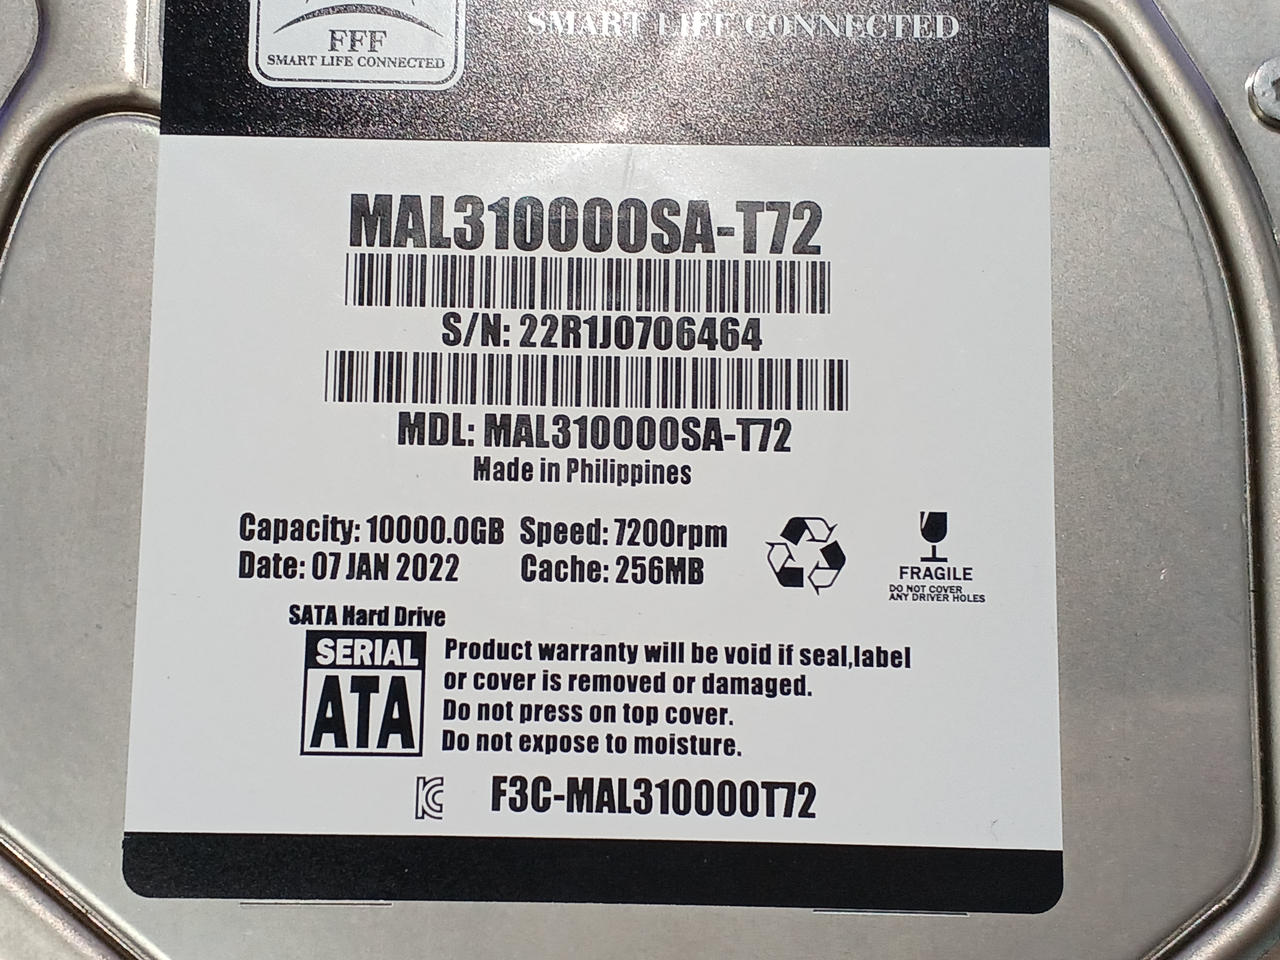 FFF
SMART LIFE CONNECTED
SMART LIFE CONNECTED
MAL310000SA-T72
S/N: 22R1J0706464
MDL: MAL310000SA-T72
Made in Philippines
Capacity: 10000.0GB Speed: 7200rpm
Date: 07 JAN 2022 Cache: 256MB
FRAGILE
DO NOT COVER
ANY DRIVER HOLES
SATA Hard Drive
SERIAL
ATA
Product warranty will be void if seal,label
or cover is removed or damaged.
Do not press on top cover.
Do not expose to moisture.
KC F3C-MAL310000T72